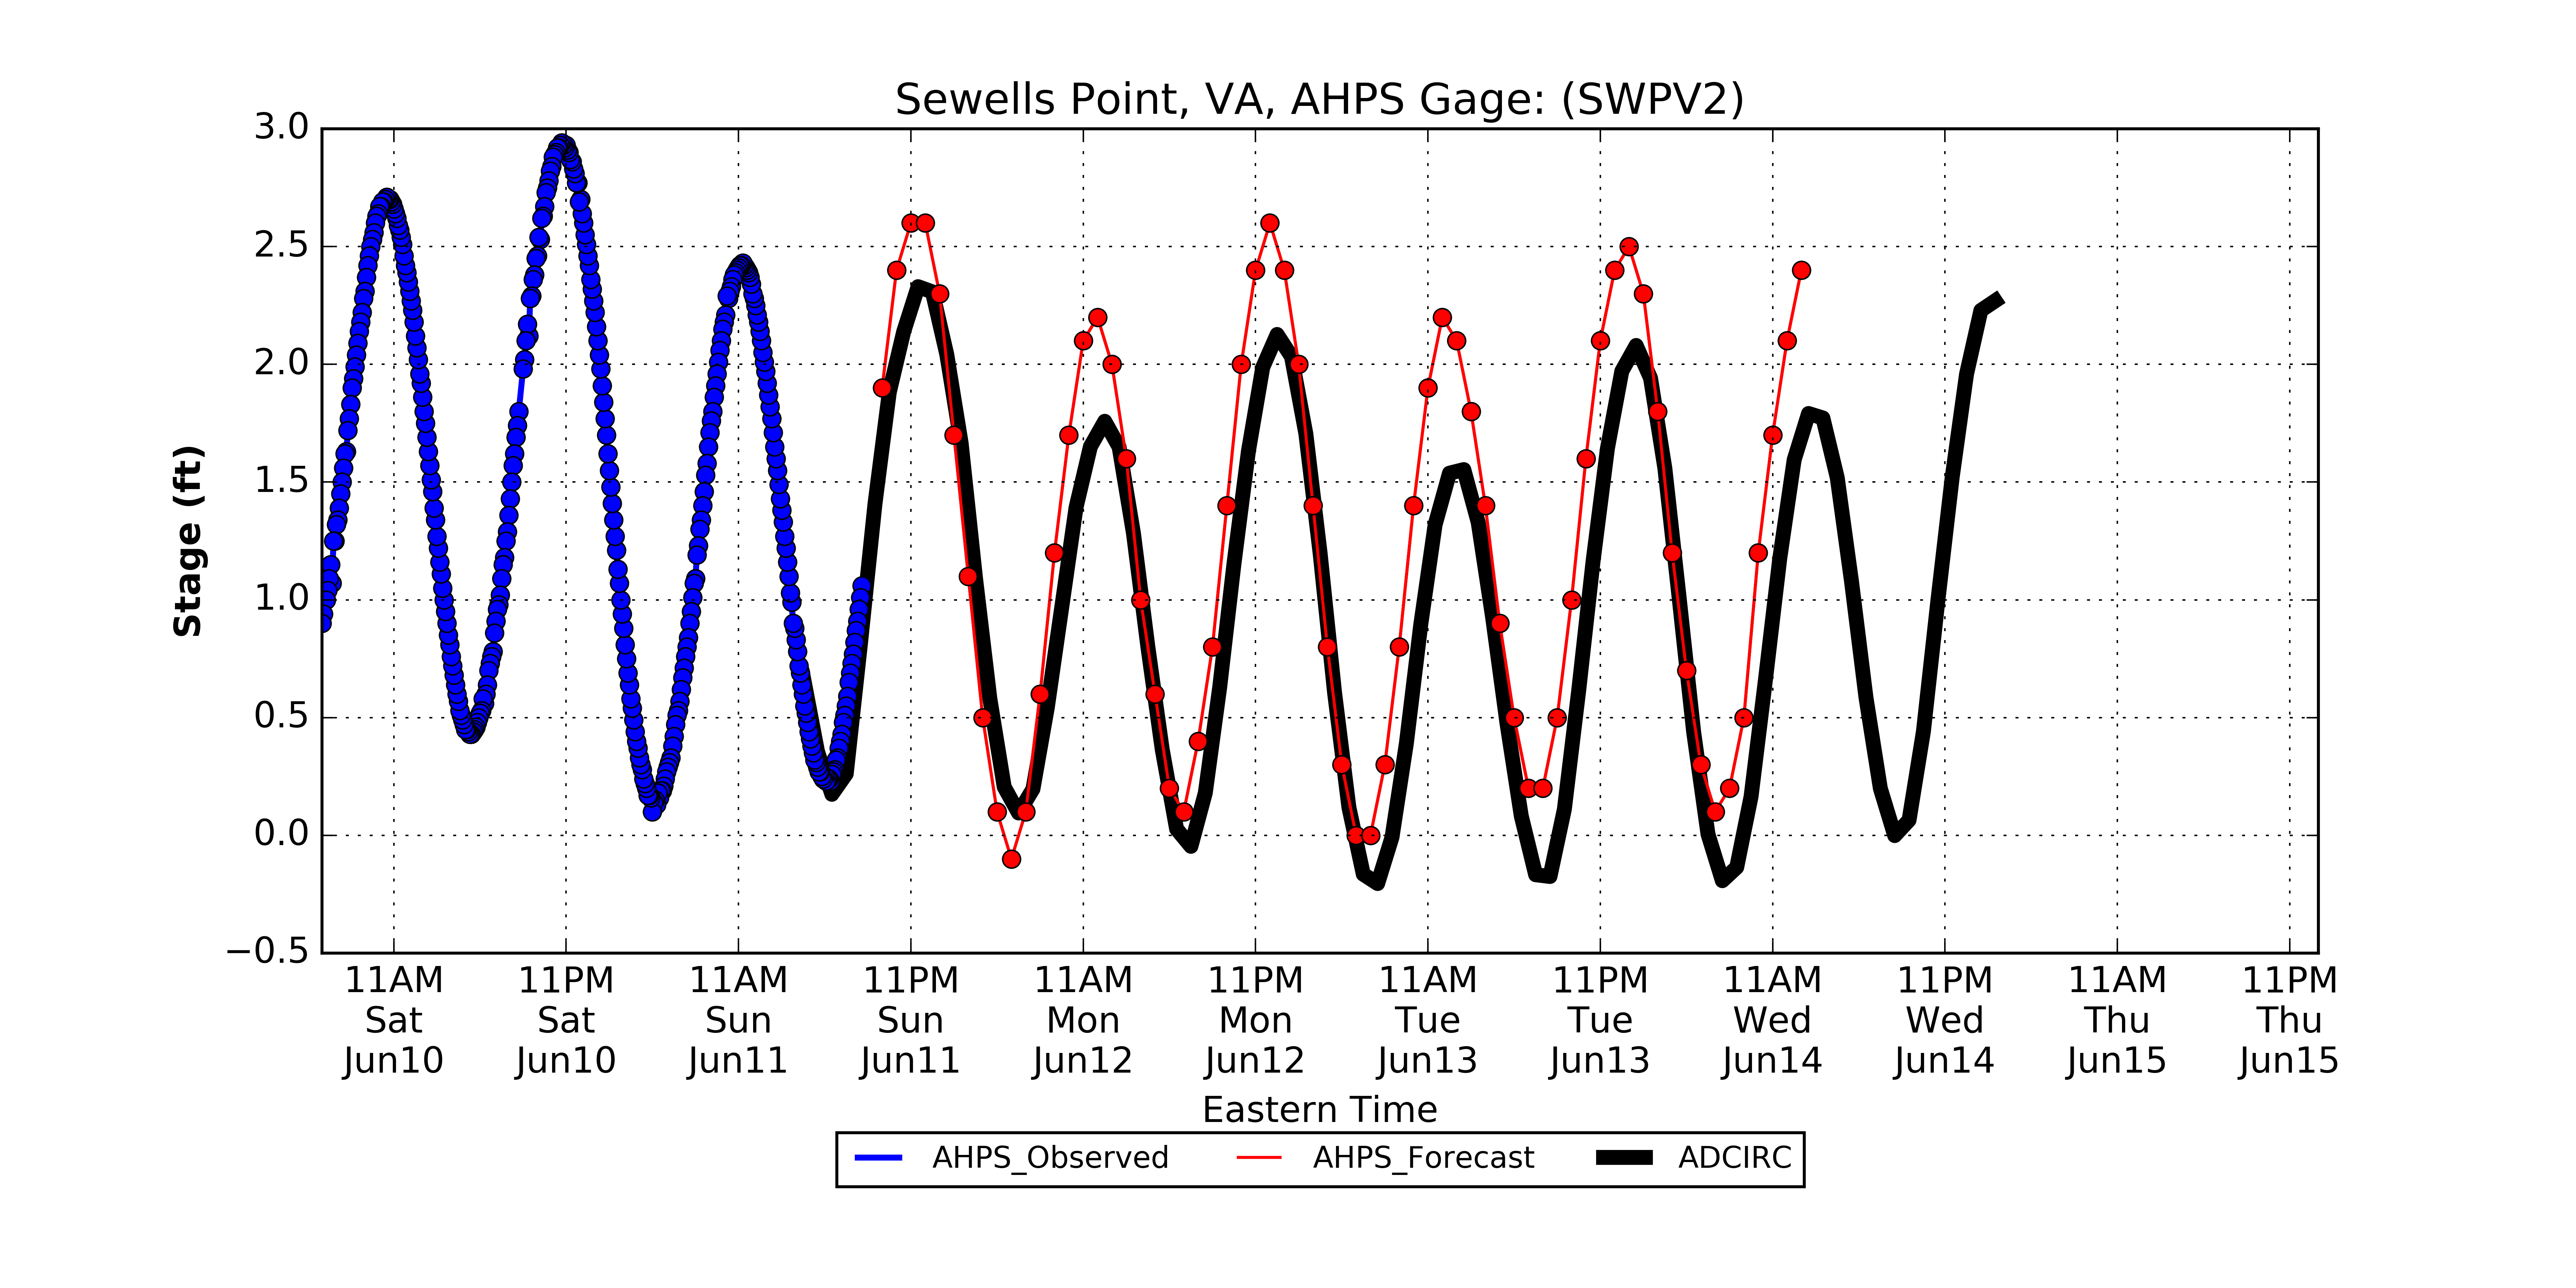 Sewells Point, VA, AHPS Gage: (SWPV2)
Stage (ft)
3.0
2.5
2.0
1.5
1.0
0.5
0.0
−0.5
11AM 11PM 11AM 11PM 11AM 11PM 11AM 11PM 11AM 11PM 11AM 11PM
Sat Sat Sun Sun Mon Mon Tue Tue Wed Wed Thu Thu
Jun10 Jun10 Jun11 Jun11 Jun12 Jun12 Jun13 Jun13 Jun14 Jun14 Jun15 Jun15
Eastern Time
AHPS_Observed AHPS_Forecast ADCIRC